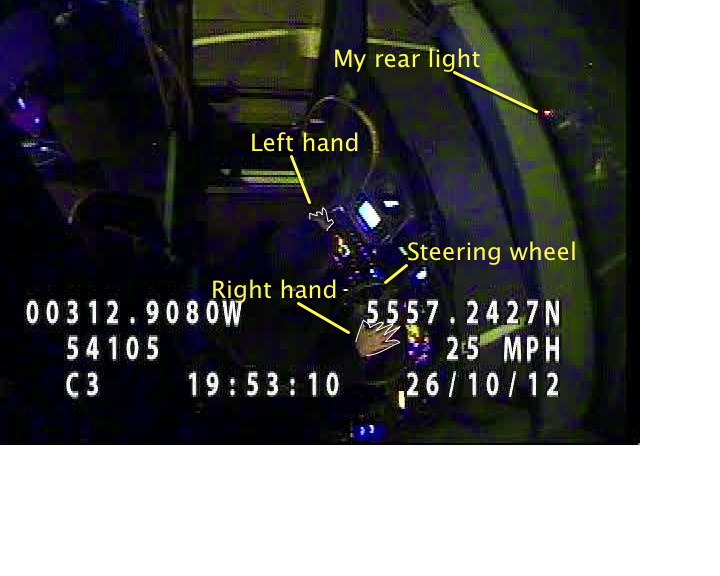 My rear light
Left hand
Steering wheel
Right hand
00312.9080W 5557.2427N
54105 25 MPH
C3 19:53:10 26/10/12